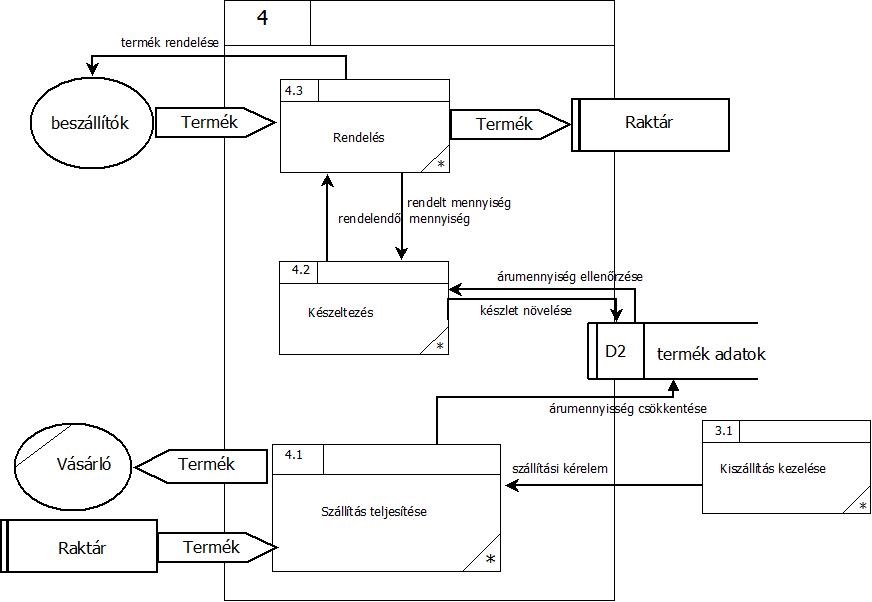 4
termék rendelése
4.3
beszállítók
Termék
Rendelés
*
Termék
Raktár
rendelt mennyiség
rendelendő mennyiség
4.2
Készeltezés
*
árumennyiség ellenőrzése
készlet növelése
D2
termék adatok
árumennyisség csökkentése
3.1
Kiszállítás kezelése
*
Vásárló
Termék
4.1
szállítási kérelem
Szállítás teljesítése
*
Raktár
Termék